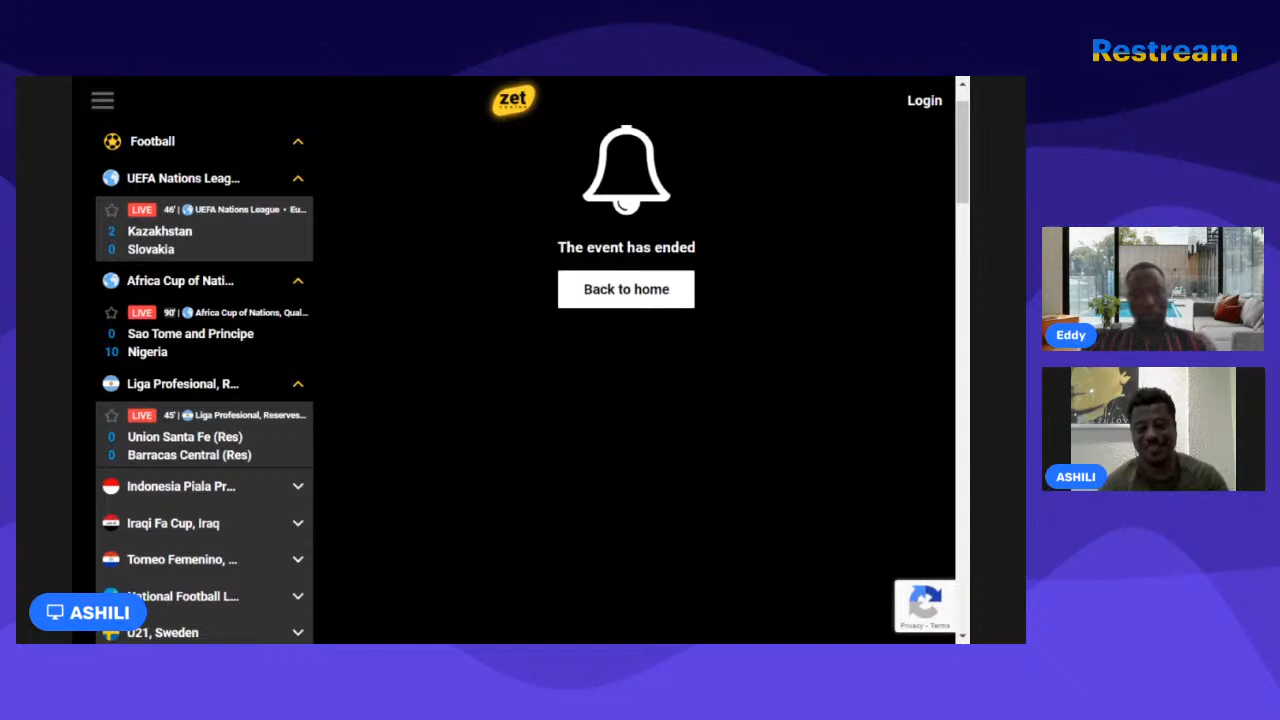 Restream
zet
Login
Football
UEFA Nations Leag...
LIVE 46' | UEFA Nations League • Eu...
2 Kazakhstan
0 Slovakia
Africa Cup of Nati...
LIVE 90' | Africa Cup of Nations, Qual...
0 Sao Tome and Principe
10 Nigeria
Liga Profesional, R...
LIVE 45' | Liga Profesional, Reserves...
0 Union Santa Fe (Res)
0 Barracas Central (Res)
Indonesia Piala Pr...
Iraqi Fa Cup, Iraq
Torneo Femenino, ...
National Football L...
U21, Sweden
The event has ended
Back to home
Privacy - Terms
Eddy
ASHILI
ASHILI